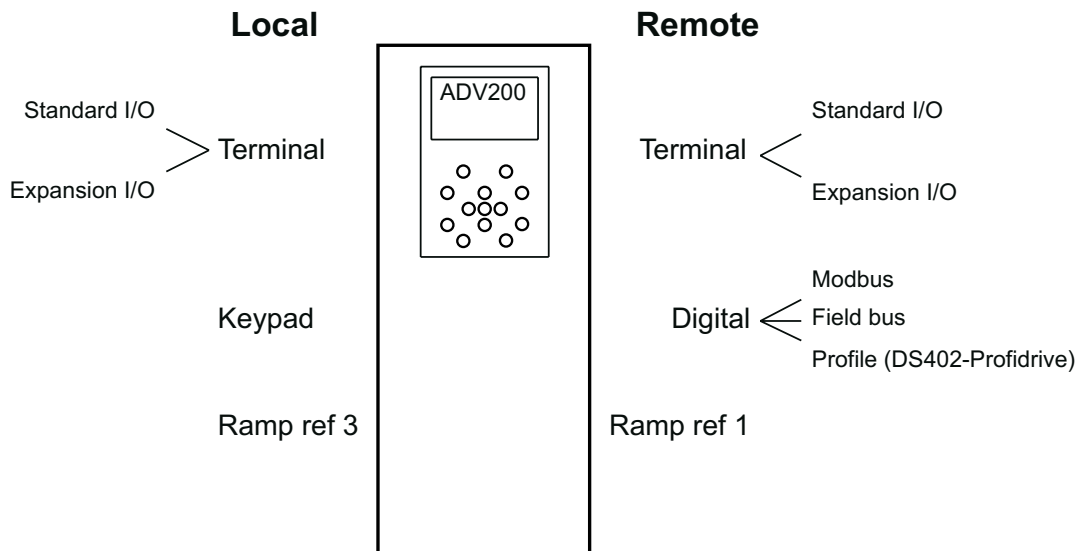 Local
Remote
ADV200
Standard I/O
Terminal
Expansion I/O
Terminal
Standard I/O
Expansion I/O
Keypad
Digital
Modbus
Field bus
Profile (DS402-Profidrive)
Ramp ref 3
Ramp ref 1